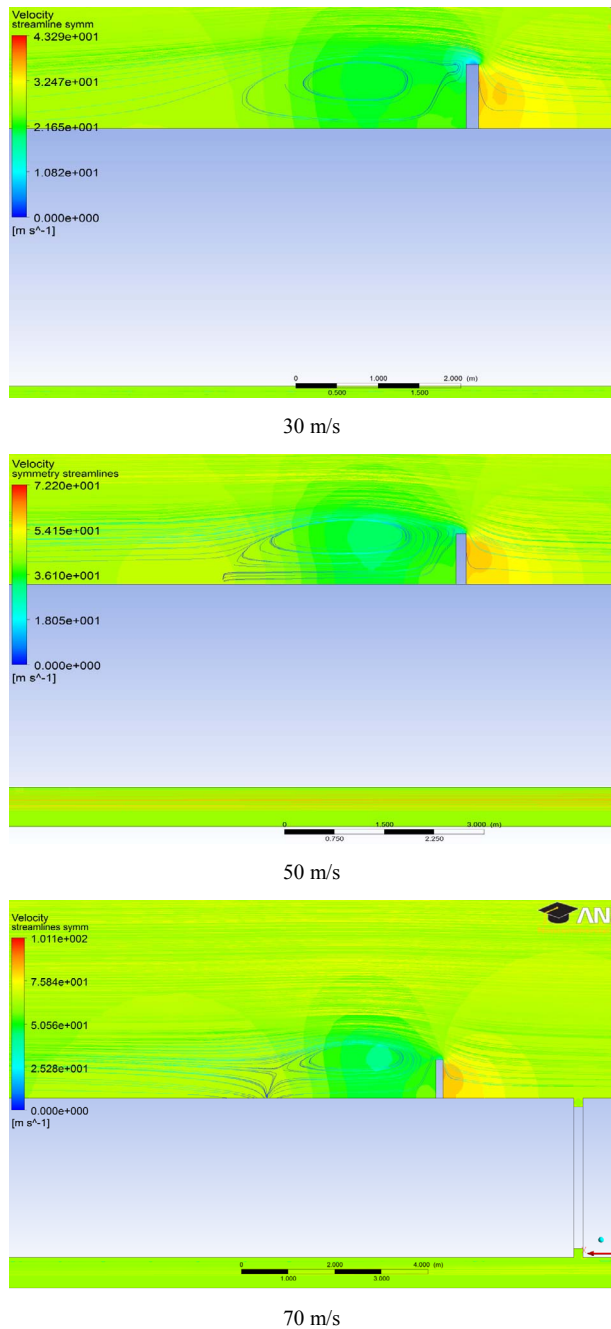 Velocity
streamline symm
4.329e+001
3.247e+001
2.165e+001
1.082e+001
0.000e+000
[m s^-1]
0 1.000 2.000 (m)
0.500 1.500
30 m/s
Velocity
symmetry streamlines
7.220e+001
5.415e+001
3.610e+001
1.805e+001
0.000e+000
[m s^-1]
0 1.500 3.000 (m)
0.750 2.250
50 m/s
AN
Velocity
streamlines symm
1.011e+002
7.584e+001
5.056e+001
2.528e+001
0.000e+000
[m s^-1]
0 2.000 4.000 (m)
1.000 3.000
70 m/s